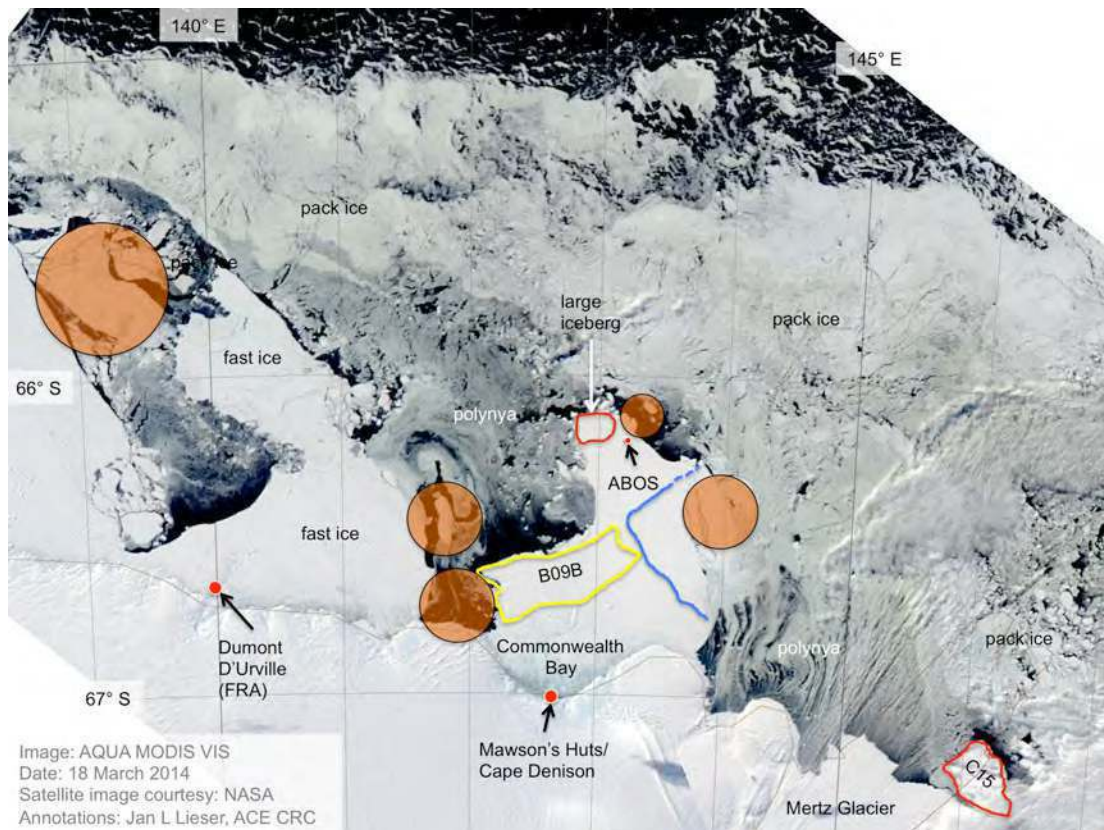 140° E
145° E
pack ice
pack ice
large
iceberg
pack ice
fast ice
66° S
polynya
ABOS
fast ice
B09B
Dumont
D'Urville
(FRA)
Commonwealth
Bay
polynya
pack ice
67° S
Mawson's Huts/
Cape Denison
C15
Mertz Glacier
Image: AQUA MODIS VIS
Date: 18 March 2014
Satellite image courtesy: NASA
Annotations: Jan L Lieser, ACE CRC